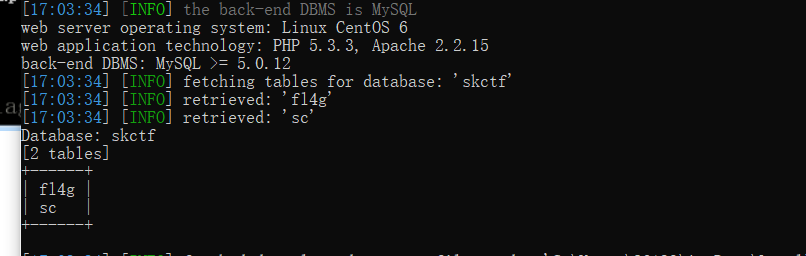 [17:03:34] [INFO] the back-end DBMS is MySQL
web server operating system: Linux CentOS 6
web application technology: PHP 5.3.3, Apache 2.2.15
back-end DBMS: MySQL >= 5.0.12
[17:03:34] [INFO] fetching tables for database: 'skctf'
[17:03:34] [INFO] retrieved: 'fl4g'
[17:03:34] [INFO] retrieved: 'sc'
Database: skctf
[2 tables]
+------+
| fl4g |
| sc   |
+------+